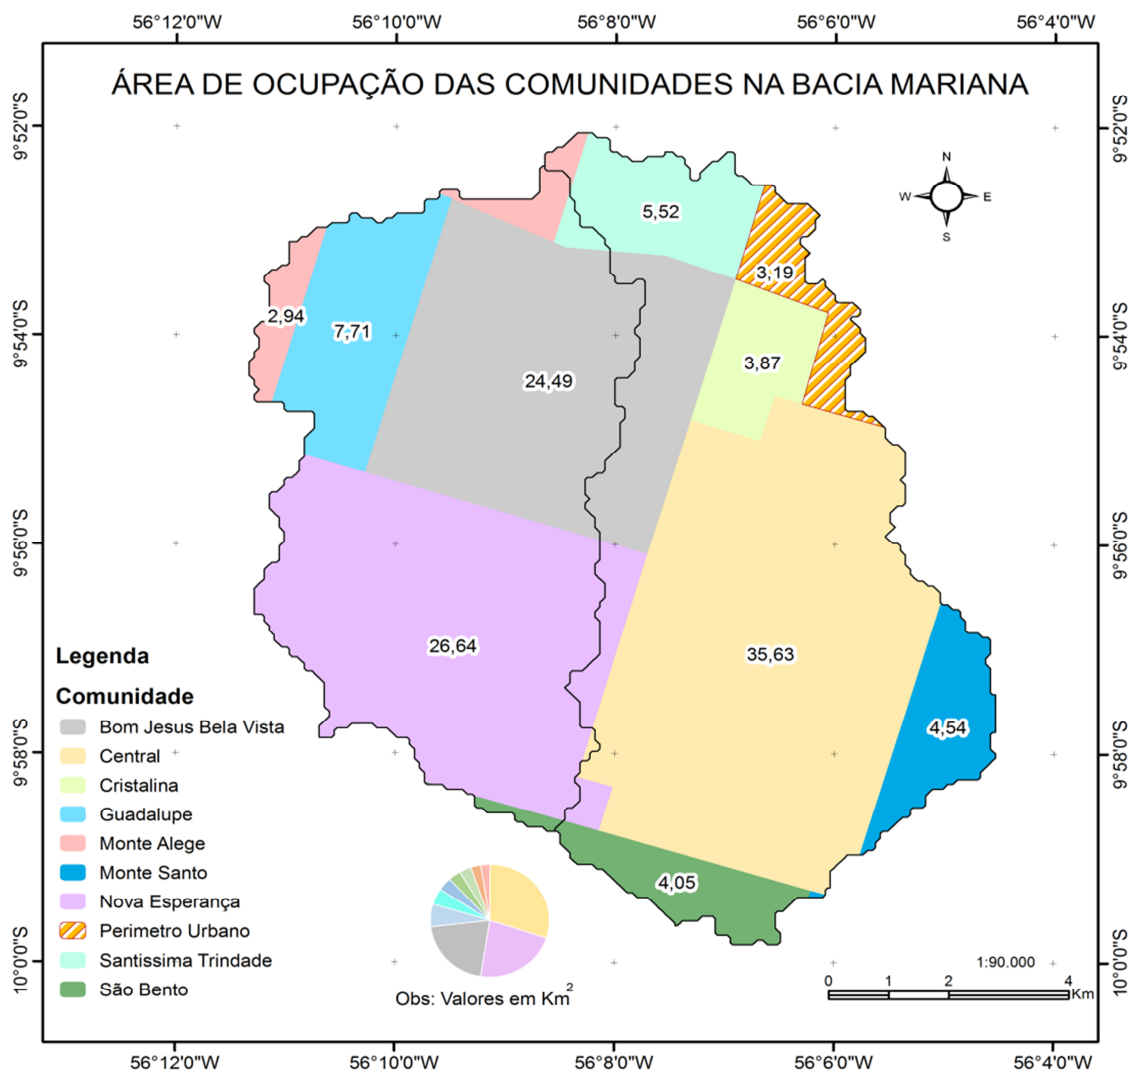 56°12'0"W 56°10'0"W 56°8'0"W 56°6'0"W 56°4'0"W
ÁREA DE OCUPAÇÃO DAS COMUNIDADES NA BACIA MARIANA
9°52'0"S 9°52'0"S
N
W E
S
5,52
3,19
2,94
7,71
9°54'0"S 9°54'0"S
3,87
24,49
9°56'0"S 9°56'0"S
26,64
35,63
4,54
9°58'0"S 9°58'0"S
Legenda
Comunidade
Bom Jesus Bela Vista
Central
Cristalina
Guadalupe
Monte Alege
Monte Santo
Nova Esperança
Perimetro Urbano
Santissima Trindade
São Bento
4,05
Obs: Valores em Km²
1:90.000
0 1 2 4
Km
10°0'0"S 10°0'0"S
56°12'0"W 56°10'0"W 56°8'0"W 56°6'0"W 56°4'0"W